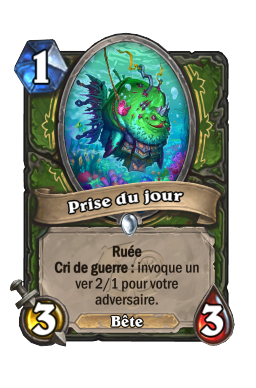 1
Prise du jour
Ruée
Cri de guerre : invoque un
ver 2/1 pour votre
adversaire.
3
Bête
3